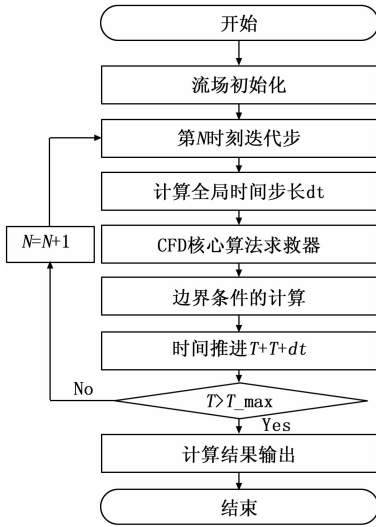 开始
流场初始化
第N时刻迭代步
计算全局时间步长dt
N=N+1
CFD核心算法求救器
边界条件的计算
时间推进T+T+dt
No
T>T_max
Yes
计算结果输出
结束